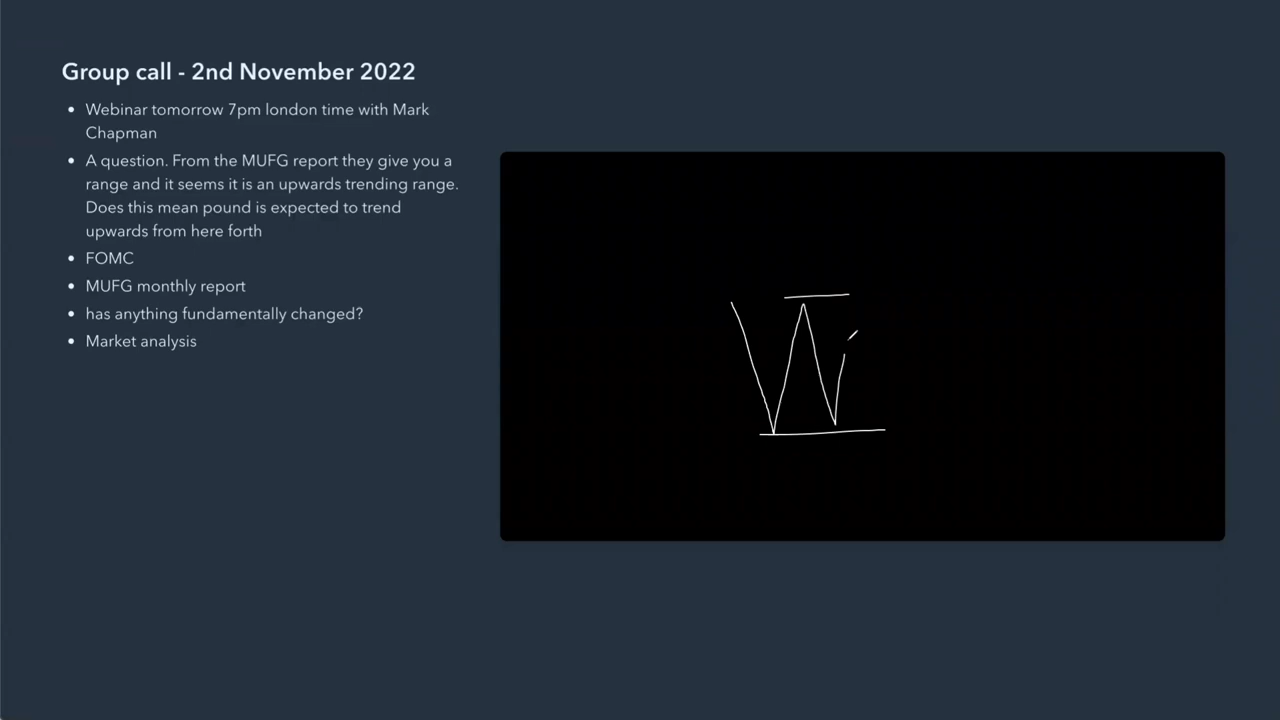 Group call - 2nd November 2022
• Webinar tomorrow 7pm london time with Mark
Chapman
• A question. From the MUFG report they give you a
range and it seems it is an upwards trending range.
Does this mean pound is expected to trend
upwards from here forth
• FOMC
• MUFG monthly report
• has anything fundamentally changed?
• Market analysis